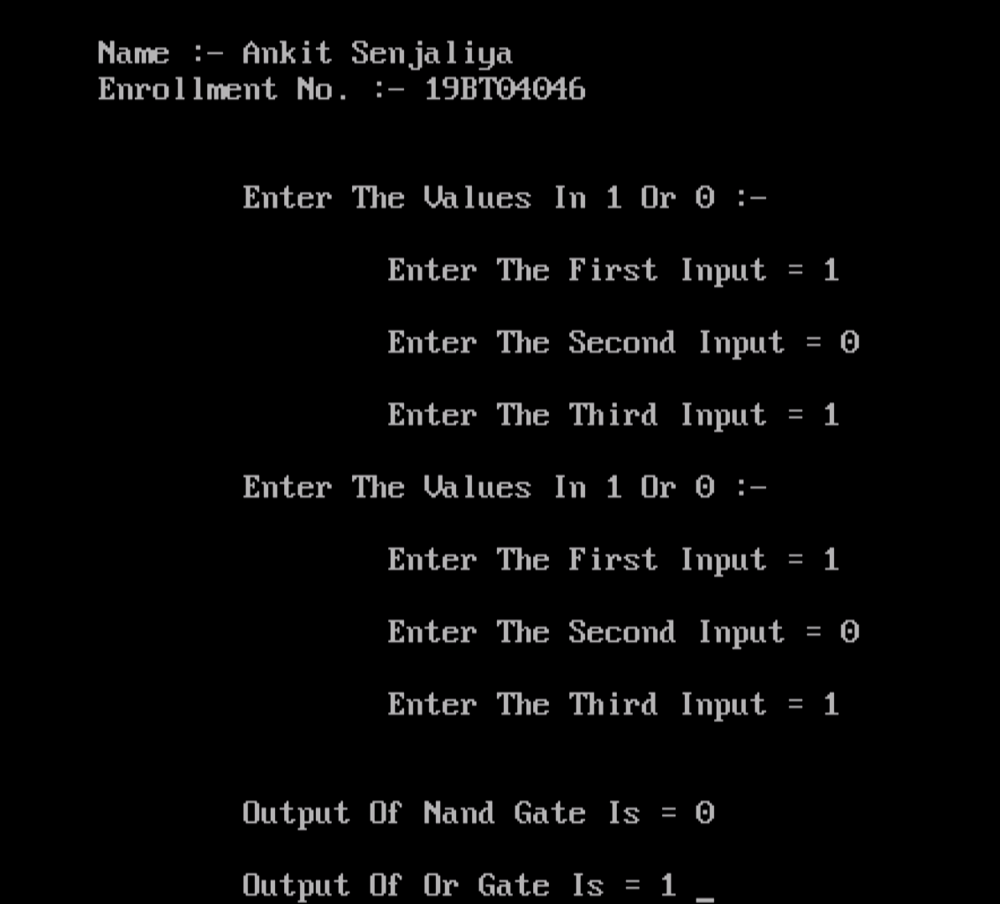 Name :- Ankit Senjaliya
Enrollment No. :- 19BT04046
Enter The Values In 1 Or 0 :-
Enter The First Input = 1
Enter The Second Input = 0
Enter The Third Input = 1
Enter The Values In 1 Or 0 :-
Enter The First Input = 1
Enter The Second Input = 0
Enter The Third Input = 1
Output Of Nand Gate Is = 0
Output Of Or Gate Is = 1 _